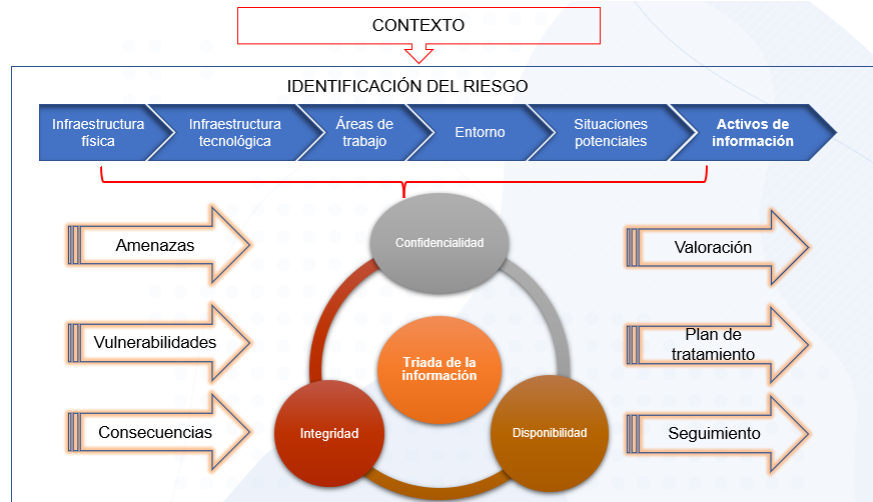 CONTEXTO
IDENTIFICACIÓN DEL RIESGO
Infraestructura
física
Infraestructura
tecnológica
Áreas de
trabajo
Entorno
Situaciones
potenciales
Activos de
información
Amenazas
Vulnerabilidades
Consecuencias
Confidencialidad
Triada de la
información
Integridad
Disponibilidad
Valoración
Plan de
tratamiento
Seguimiento